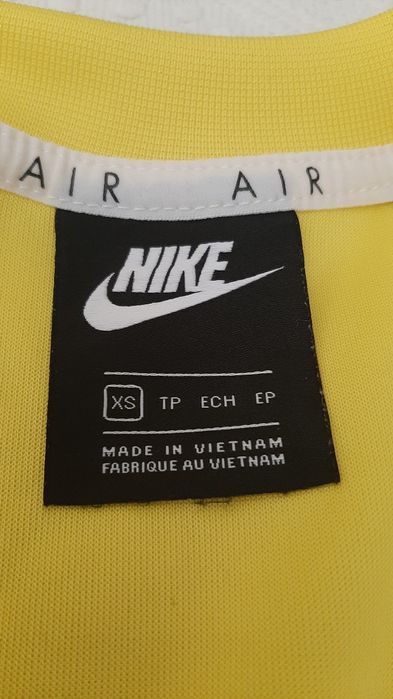 AIR AIR
NIKE
XS TP ECH EP
MADE IN VIETNAM
FABRIQUE AU VIETNAM